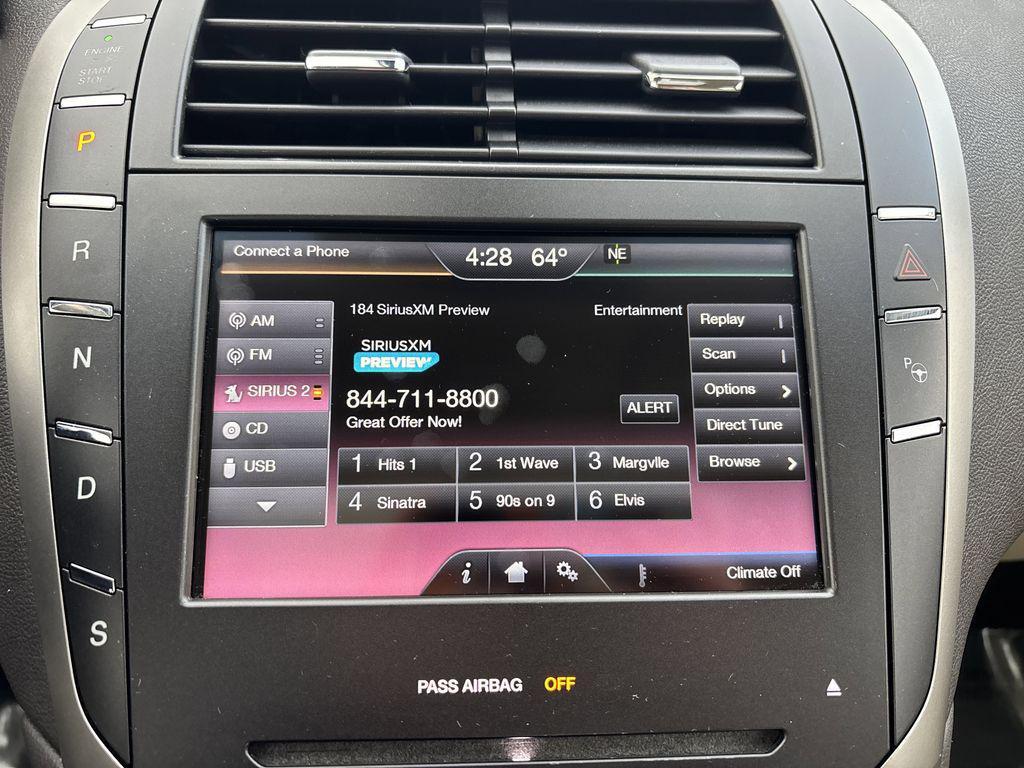 ENGINE
START
STOP
P
R
N
D
S
Connect a Phone
4:28 64°
NE
AM
FM
SIRIUS 2
CD
USB
184 SiriusXM Preview
Entertainment
SIRIUSXM
PREVIEW
844-711-8800
Great Offer Now!
ALERT
1 Hits 1
2 1st Wave
3 Margvlle
4 Sinatra
5 90s on 9
6 Elvis
Replay
Scan
Options
Direct Tune
Browse
i
Climate Off
P
PASS AIRBAG OFF